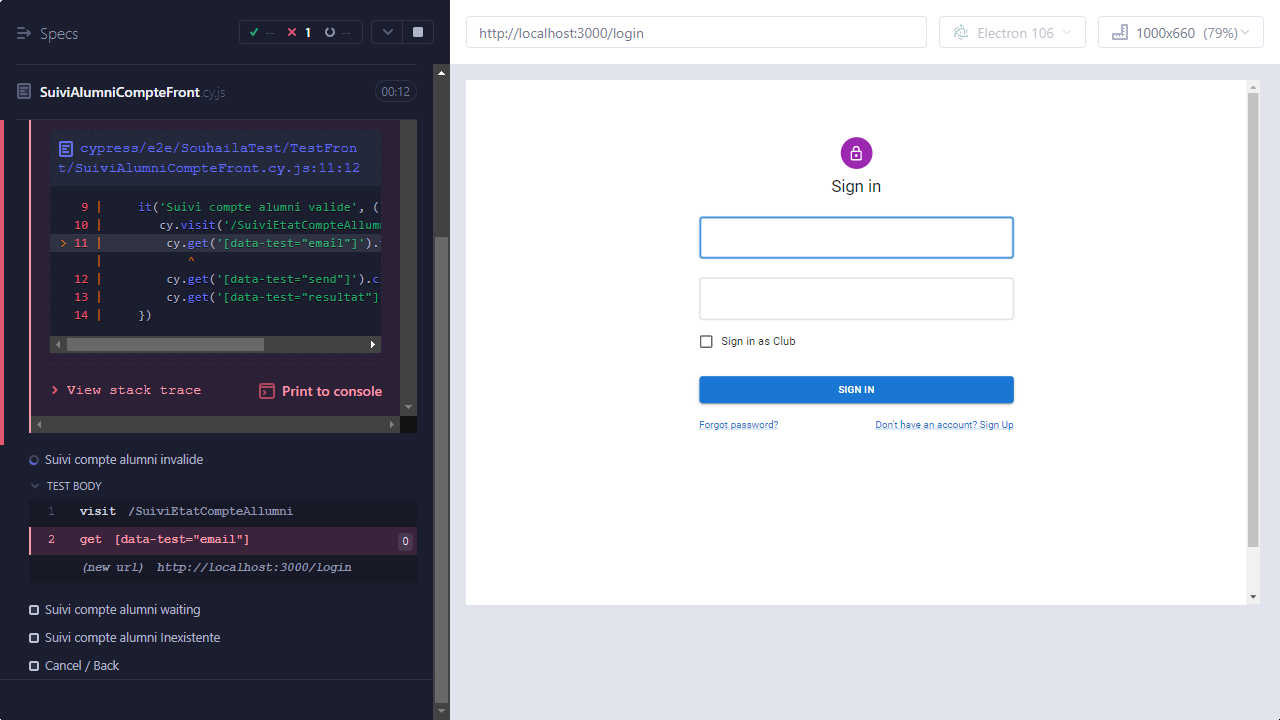 Specs
-- 1 --
SuiviAlumniCompteFront.cy.js 00:12
cypress/e2e/SouhailaTest/TestFron
t/SuiviAlumniCompteFront.cy.js:11:12
9 | it('Suivi compte alumni valide', (
10 | cy.visit('/SuiviEtatCompteAllumn
> 11 | cy.get('[data-test="email"]').
| ^
12 | cy.get('[data-test="send"]').c
13 | cy.get('[data-test="resultat"]
14 | })
View stack trace
Print to console
Suivi compte alumni invalide
TEST BODY
1 visit /SuiviEtatCompteAllumni
2 get [data-test="email"] 0
(new url) http://localhost:3000/login
Suivi compte alumni waiting
Suivi compte alumni Inexistente
Cancel / Back
http://localhost:3000/login
Electron 106
1000x660 (79%)
Sign in
Sign in as Club
SIGN IN
Forgot password?
Don't have an account? Sign Up